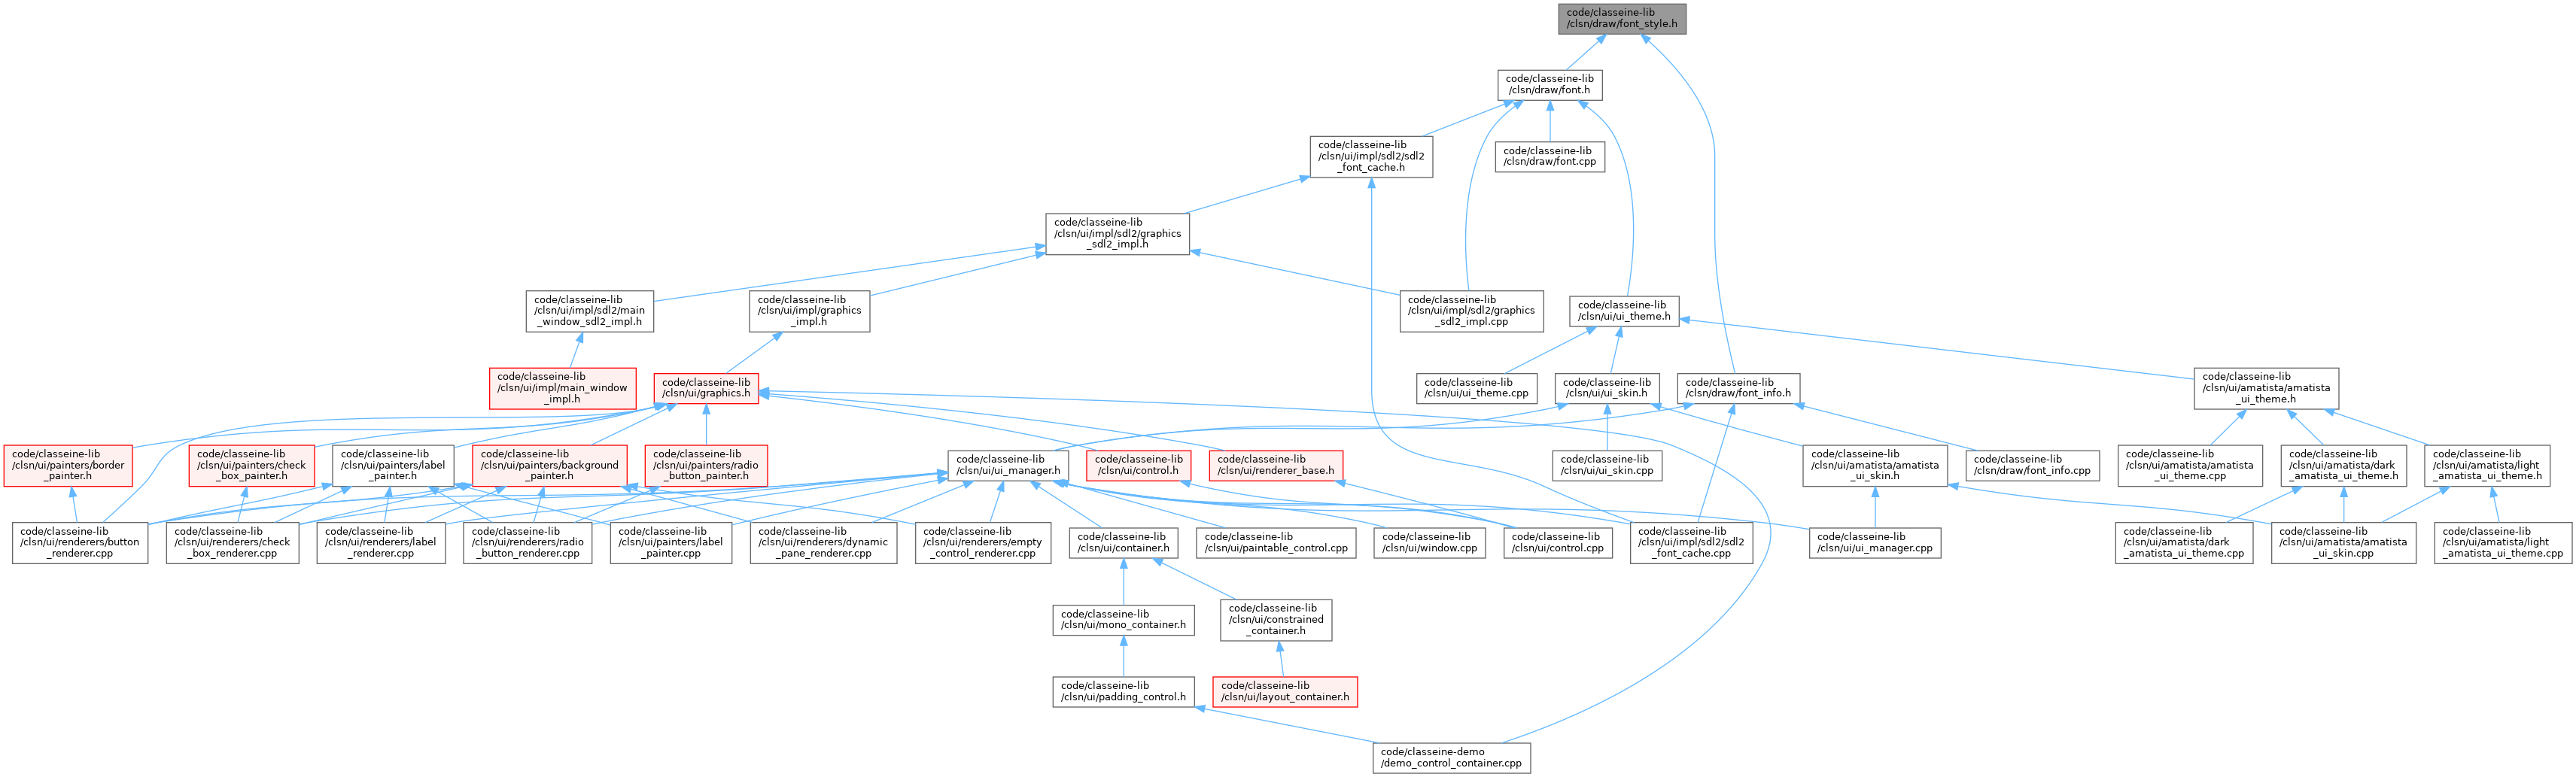 code/classeine-lib
/clsn/draw/font_style.h
code/classeine-lib
/clsn/draw/font.h
code/classeine-lib
/clsn/ui/impl/sdl2/sdl2
_font_cache.h
code/classeine-lib
/clsn/draw/font.cpp
code/classeine-lib
/clsn/ui/impl/sdl2/graphics
_sdl2_impl.h
code/classeine-lib
/clsn/ui/impl/sdl2/main
_window_sdl2_impl.h
code/classeine-lib
/clsn/ui/impl/graphics
_impl.h
code/classeine-lib
/clsn/ui/impl/sdl2/graphics
_sdl2_impl.cpp
code/classeine-lib
/clsn/ui/ui_theme.h
code/classeine-lib
/clsn/ui/impl/main_window
_impl.h
code/classeine-lib
/clsn/ui/graphics.h
code/classeine-lib
/clsn/ui/ui_theme.cpp
code/classeine-lib
/clsn/ui/ui_skin.h
code/classeine-lib
/clsn/draw/font_info.h
code/classeine-lib
/clsn/ui/amatista/amatista
_ui_theme.h
code/classeine-lib
/clsn/ui/painters/border
_painter.h
code/classeine-lib
/clsn/ui/painters/check
_box_painter.h
code/classeine-lib
/clsn/ui/painters/label
_painter.h
code/classeine-lib
/clsn/ui/painters/background
_painter.h
code/classeine-lib
/clsn/ui/painters/radio
_button_painter.h
code/classeine-lib
/clsn/ui/ui_manager.h
code/classeine-lib
/clsn/ui/control.h
code/classeine-lib
/clsn/ui/renderer_base.h
code/classeine-lib
/clsn/ui/ui_skin.cpp
code/classeine-lib
/clsn/ui/amatista/amatista
_ui_skin.h
code/classeine-lib
/clsn/draw/font_info.cpp
code/classeine-lib
/clsn/ui/amatista/amatista
_ui_theme.cpp
code/classeine-lib
/clsn/ui/amatista/dark
_amatista_ui_theme.h
code/classeine-lib
/clsn/ui/amatista/light
_amatista_ui_theme.h
code/classeine-lib
/clsn/ui/renderers/button
_renderer.cpp
code/classeine-lib
/clsn/ui/renderers/check
_box_renderer.cpp
code/classeine-lib
/clsn/ui/renderers/label
_renderer.cpp
code/classeine-lib
/clsn/ui/renderers/radio
_button_renderer.cpp
code/classeine-lib
/clsn/ui/painters/label
_painter.cpp
code/classeine-lib
/clsn/ui/renderers/dynamic
_pane_renderer.cpp
code/classeine-lib
/clsn/ui/renderers/empty
_control_renderer.cpp
code/classeine-lib
/clsn/ui/container.h
code/classeine-lib
/clsn/ui/paintable_control.cpp
code/classeine-lib
/clsn/ui/window.cpp
code/classeine-lib
/clsn/ui/control.cpp
code/classeine-lib
/clsn/ui/impl/sdl2/sdl2
_font_cache.cpp
code/classeine-lib
/clsn/ui/ui_manager.cpp
code/classeine-lib
/clsn/ui/amatista/dark
_amatista_ui_theme.cpp
code/classeine-lib
/clsn/ui/amatista/amatista
_ui_skin.cpp
code/classeine-lib
/clsn/ui/amatista/light
_amatista_ui_theme.cpp
code/classeine-lib
/clsn/ui/mono_container.h
code/classeine-lib
/clsn/ui/constrained
_container.h
code/classeine-lib
/clsn/ui/padding_control.h
code/classeine-lib
/clsn/ui/layout_container.h
code/classeine-demo
/demo_control_container.cpp